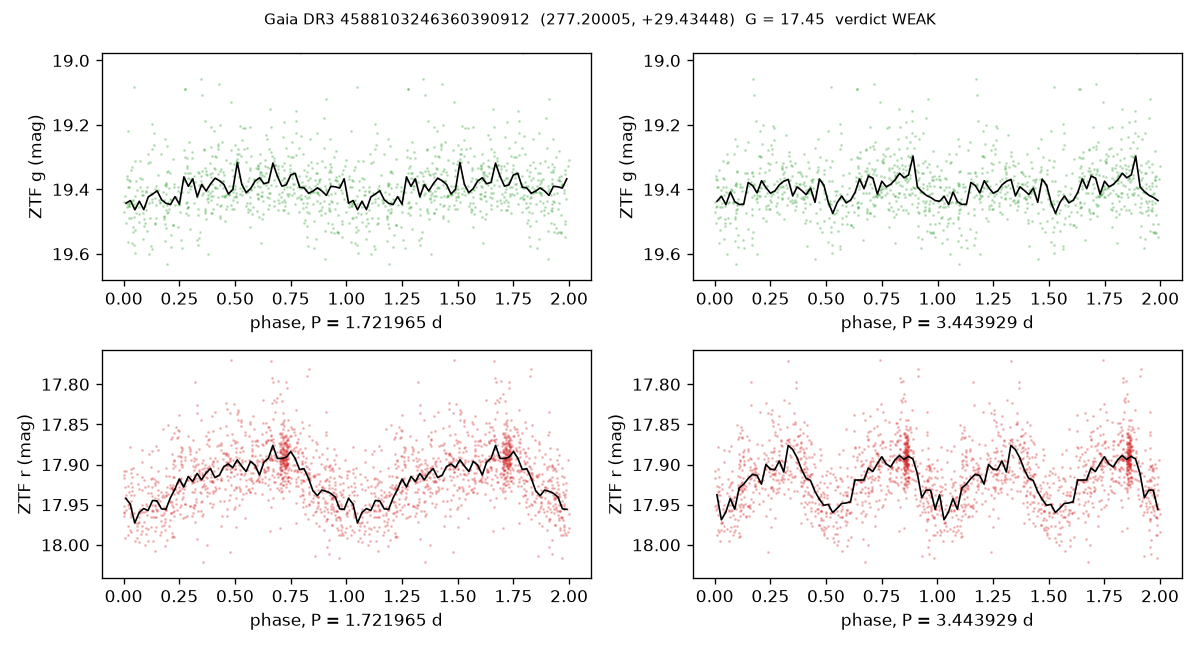 Gaia DR3 4588103246360390912  (277.20005, +29.43448)  G = 17.45  verdict WEAK
19.0
19.2
19.4
19.6
ZTF g (mag)
0.00 0.25 0.50 0.75 1.00 1.25 1.50 1.75 2.00
phase, P = 1.721965 d
19.0
19.2
19.4
19.6
ZTF g (mag)
0.00 0.25 0.50 0.75 1.00 1.25 1.50 1.75 2.00
phase, P = 3.443929 d
17.80
17.85
17.90
17.95
18.00
ZTF r (mag)
0.00 0.25 0.50 0.75 1.00 1.25 1.50 1.75 2.00
phase, P = 1.721965 d
17.80
17.85
17.90
17.95
18.00
ZTF r (mag)
0.00 0.25 0.50 0.75 1.00 1.25 1.50 1.75 2.00
phase, P = 3.443929 d